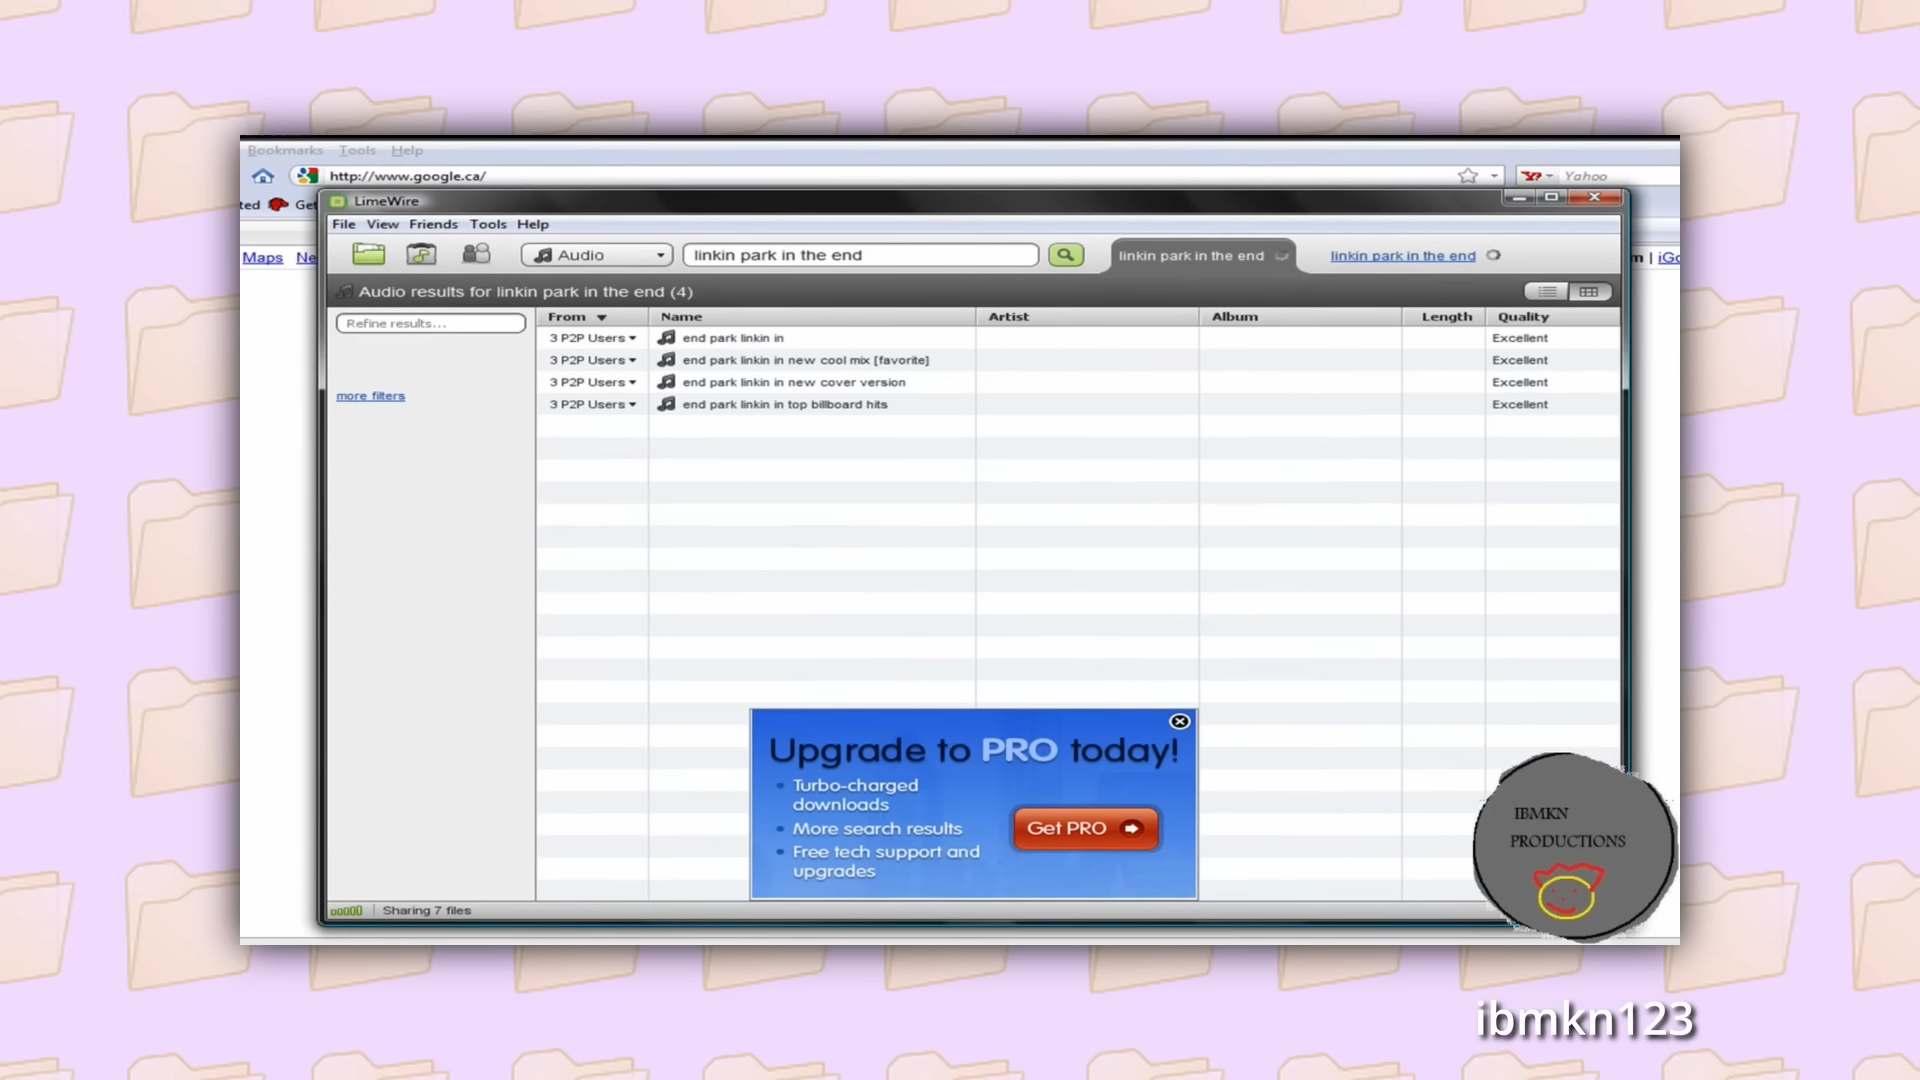 Bookmarks Tools Help
http://www.google.ca/
Yahoo
ted Get
LimeWire
File View Friends Tools Help
Maps Ne
Audio
linkin park in the end
linkin park in the end
linkin park in the end
m | iGo
Audio results for linkin park in the end (4)
Refine results...
more filters
From Name Artist Album Length Quality
3 P2P Users end park linkin in Excellent
3 P2P Users end park linkin in new cool mix [favorite] Excellent
3 P2P Users end park linkin in new cover version Excellent
3 P2P Users end park linkin in top billboard hits Excellent
Upgrade to PRO today!
• Turbo-charged
downloads
• More search results
• Free tech support and
upgrades
Get PRO
Sharing 7 files
IBMKN
PRODUCTIONS
ibmkn123